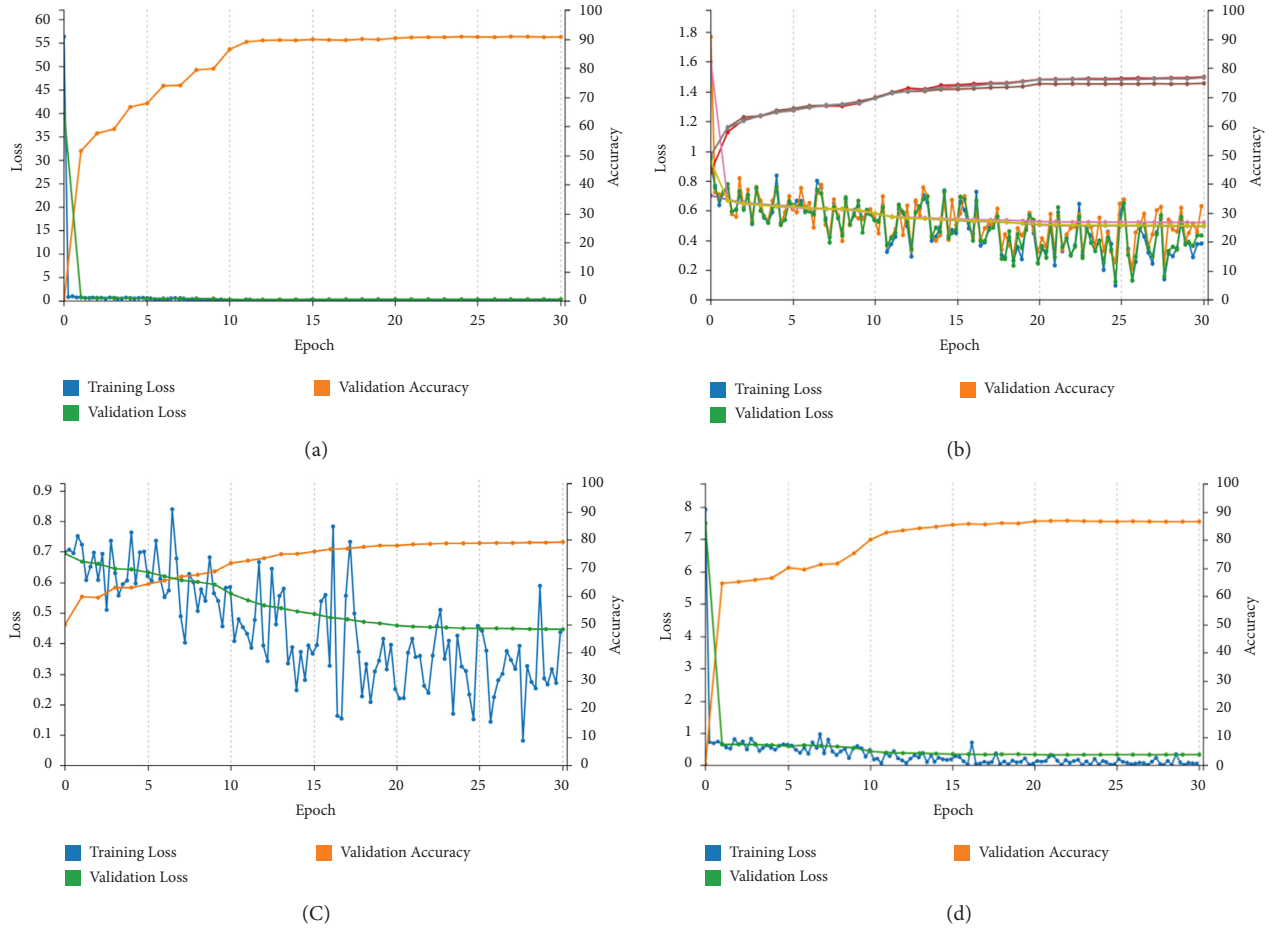 60
55
50
45
40
35
30
25
20
15
10
5
0
Loss
100
90
80
70
60
50
40
30
20
10
0
Accuracy
0 5 10 15 20 25 30
Epoch
Training Loss
Validation Accuracy
Validation Loss
(a)
1.8
1.6
1.4
1.2
1
0.8
0.6
0.4
0.2
0
Loss
100
90
80
70
60
50
40
30
20
10
0
Accuracy
0 5 10 15 20 25 30
Epoch
Training Loss
Validation Accuracy
Validation Loss
(b)
0.9
0.8
0.7
0.6
0.5
0.4
0.3
0.2
0.1
0
Loss
100
90
80
70
60
50
40
30
20
10
0
Accuracy
0 5 10 15 20 25 30
Epoch
Training Loss
Validation Accuracy
Validation Loss
(C)
8
7
6
5
4
3
2
1
0
Loss
100
90
80
70
60
50
40
30
20
10
0
Accuracy
0 5 10 15 20 25 30
Epoch
Training Loss
Validation Accuracy
Validation Loss
(d)